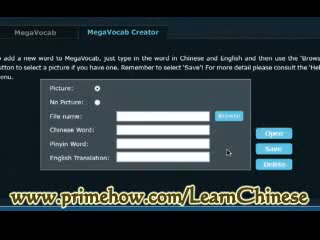 MegaVocab
MegaVocab Creator
o add a new word to MegaVocab, just type in the word in Chinese and English and then use the 'Brows
utton to select a picture if you have one. Remember to select 'Save'! For more detail please consult the 'Hel
enu.
Picture:
No Picture:
File name:
Browse
Chinese Word:
Open
Pinyin Word:
Save
English Translation:
Delete
www.primehow.com/LearnChinese